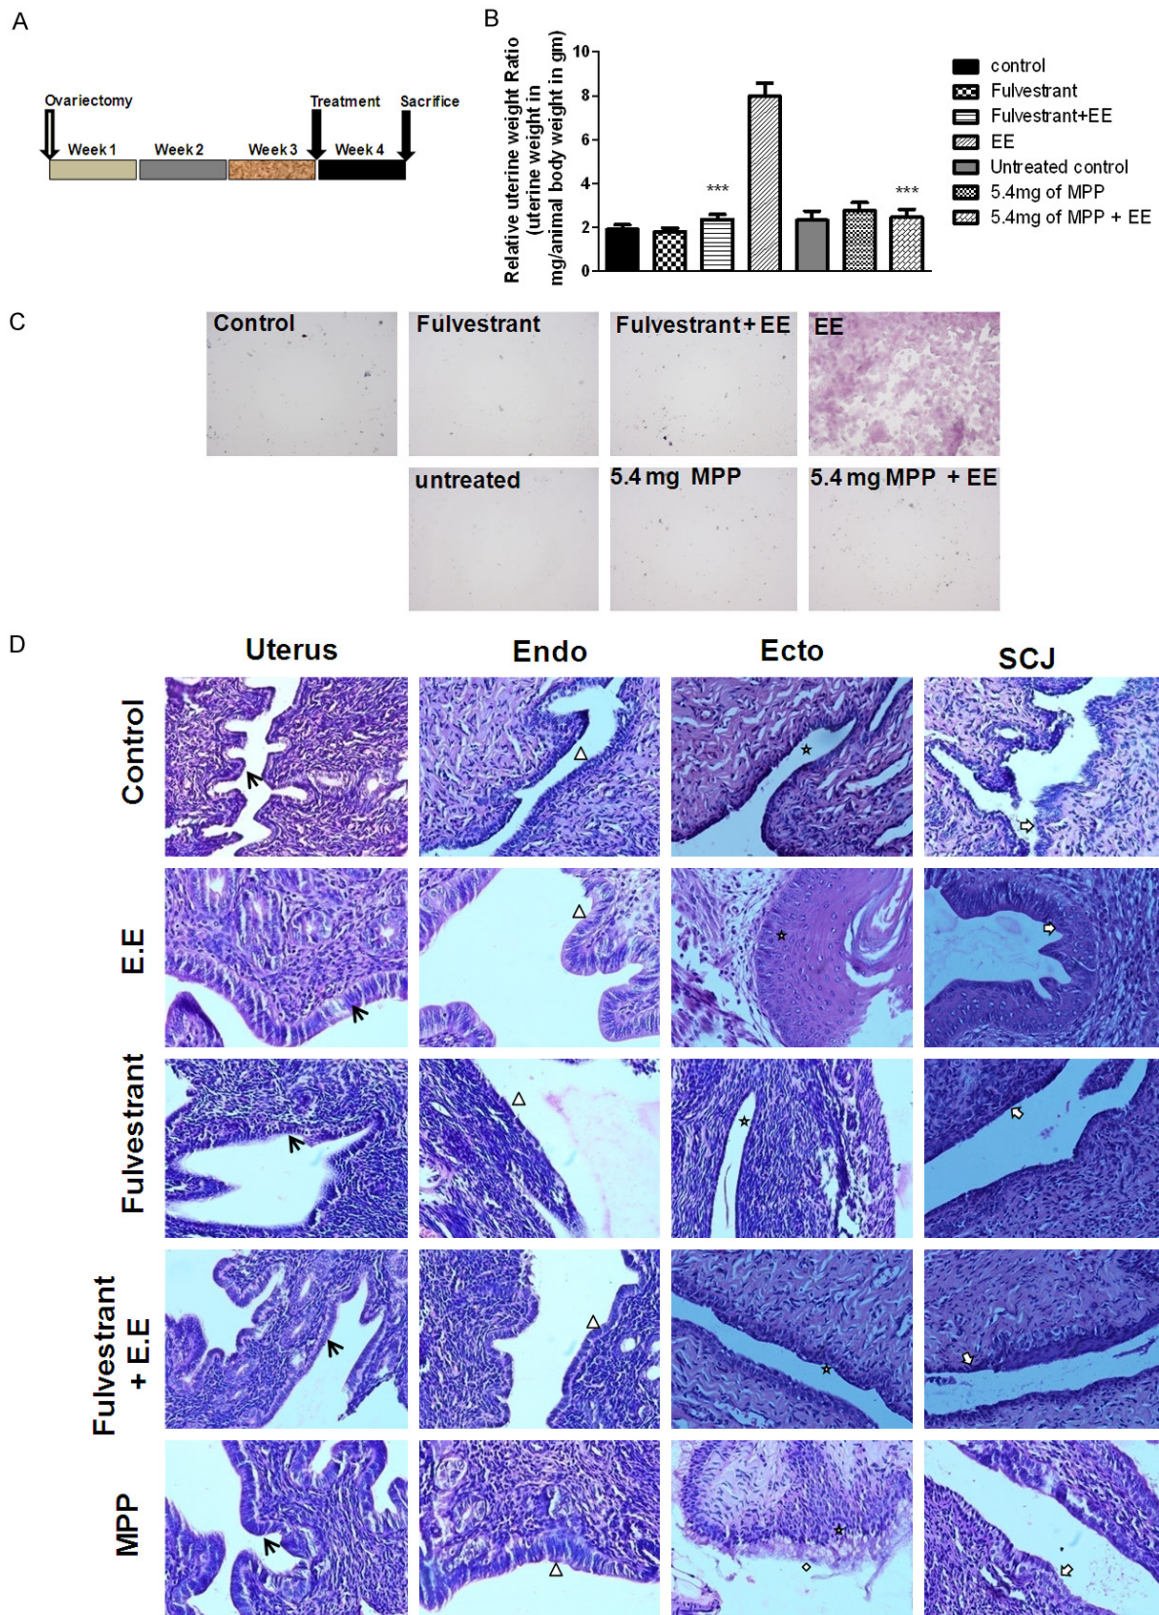 A
Ovariectomy
Treatment
Sacrifice
Week 1
Week 2
Week 3
Week 4
B
Relative uterine weight Ratio
(uterine weight in
mg/animal body weight in gm)
10
8
6
4
2
0
***
***
control
Fulvestrant
Fulvestrant+EE
EE
Untreated control
5.4mg of MPP
5.4mg of MPP + EE
C
Control
Fulvestrant
Fulvestrant + EE
EE
untreated
5.4 mg MPP
5.4 mg MPP + EE
D
Uterus
Endo
Ecto
SCJ
Control
E.E
Fulvestrant
Fulvestrant
+ E.E
MPP